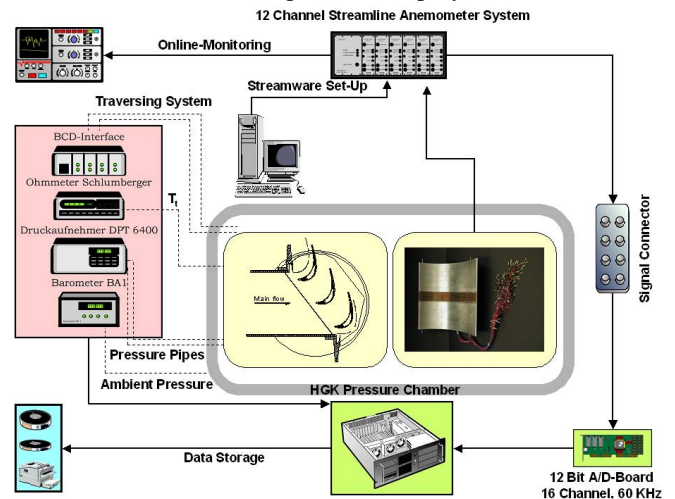 12 Channel Streamline Anemometer System
Online-Monitoring
Streamware Set-Up
Traversing System
BCD-Interface
Ohmmeter Schlumberger
Tt
Druckaufnehmer DPT 6400
Barometer BA1
Main flow
Signal Connector
Pressure Pipes
Ambient Pressure
HGK Pressure Chamber
Data Storage
12 Bit A/D-Board
16 Channel, 60 KHz